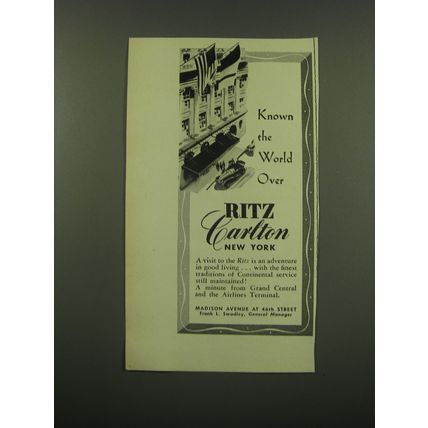 Known
the
World
Over
RITZ
Carlton
NEW YORK
A visit to the Ritz is an adventure
in good living . . . with the finest
traditions of Continental service
still maintained!
A minute from Grand Central
and the Airlines Terminal.
MADISON AVENUE AT 46th STREET
Frank L. Swadley, General Manager